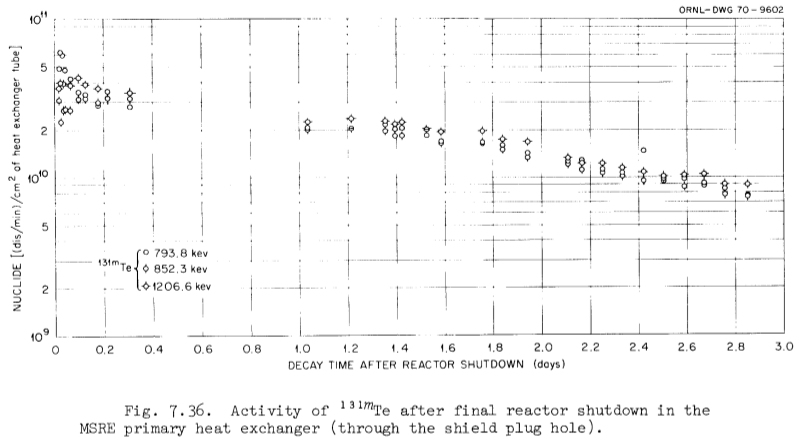 ORNL-DWG 70-9602
10¹¹
5
2
10¹⁰
5
2
10⁹
NUCLIDE [(dis/min)/cm² of heat exchanger tube]
¹³¹ᵐTe
793.8 kev
852.3 kev
1206.6 kev
0 0.2 0.4 0.6 0.8 1.0 1.2 1.4 1.6 1.8 2.0 2.2 2.4 2.6 2.8 3.0
DECAY TIME AFTER REACTOR SHUTDOWN (days)
Fig. 7.36. Activity of ¹³¹ᵐTe after final reactor shutdown in the
MSRE primary heat exchanger (through the shield plug hole).